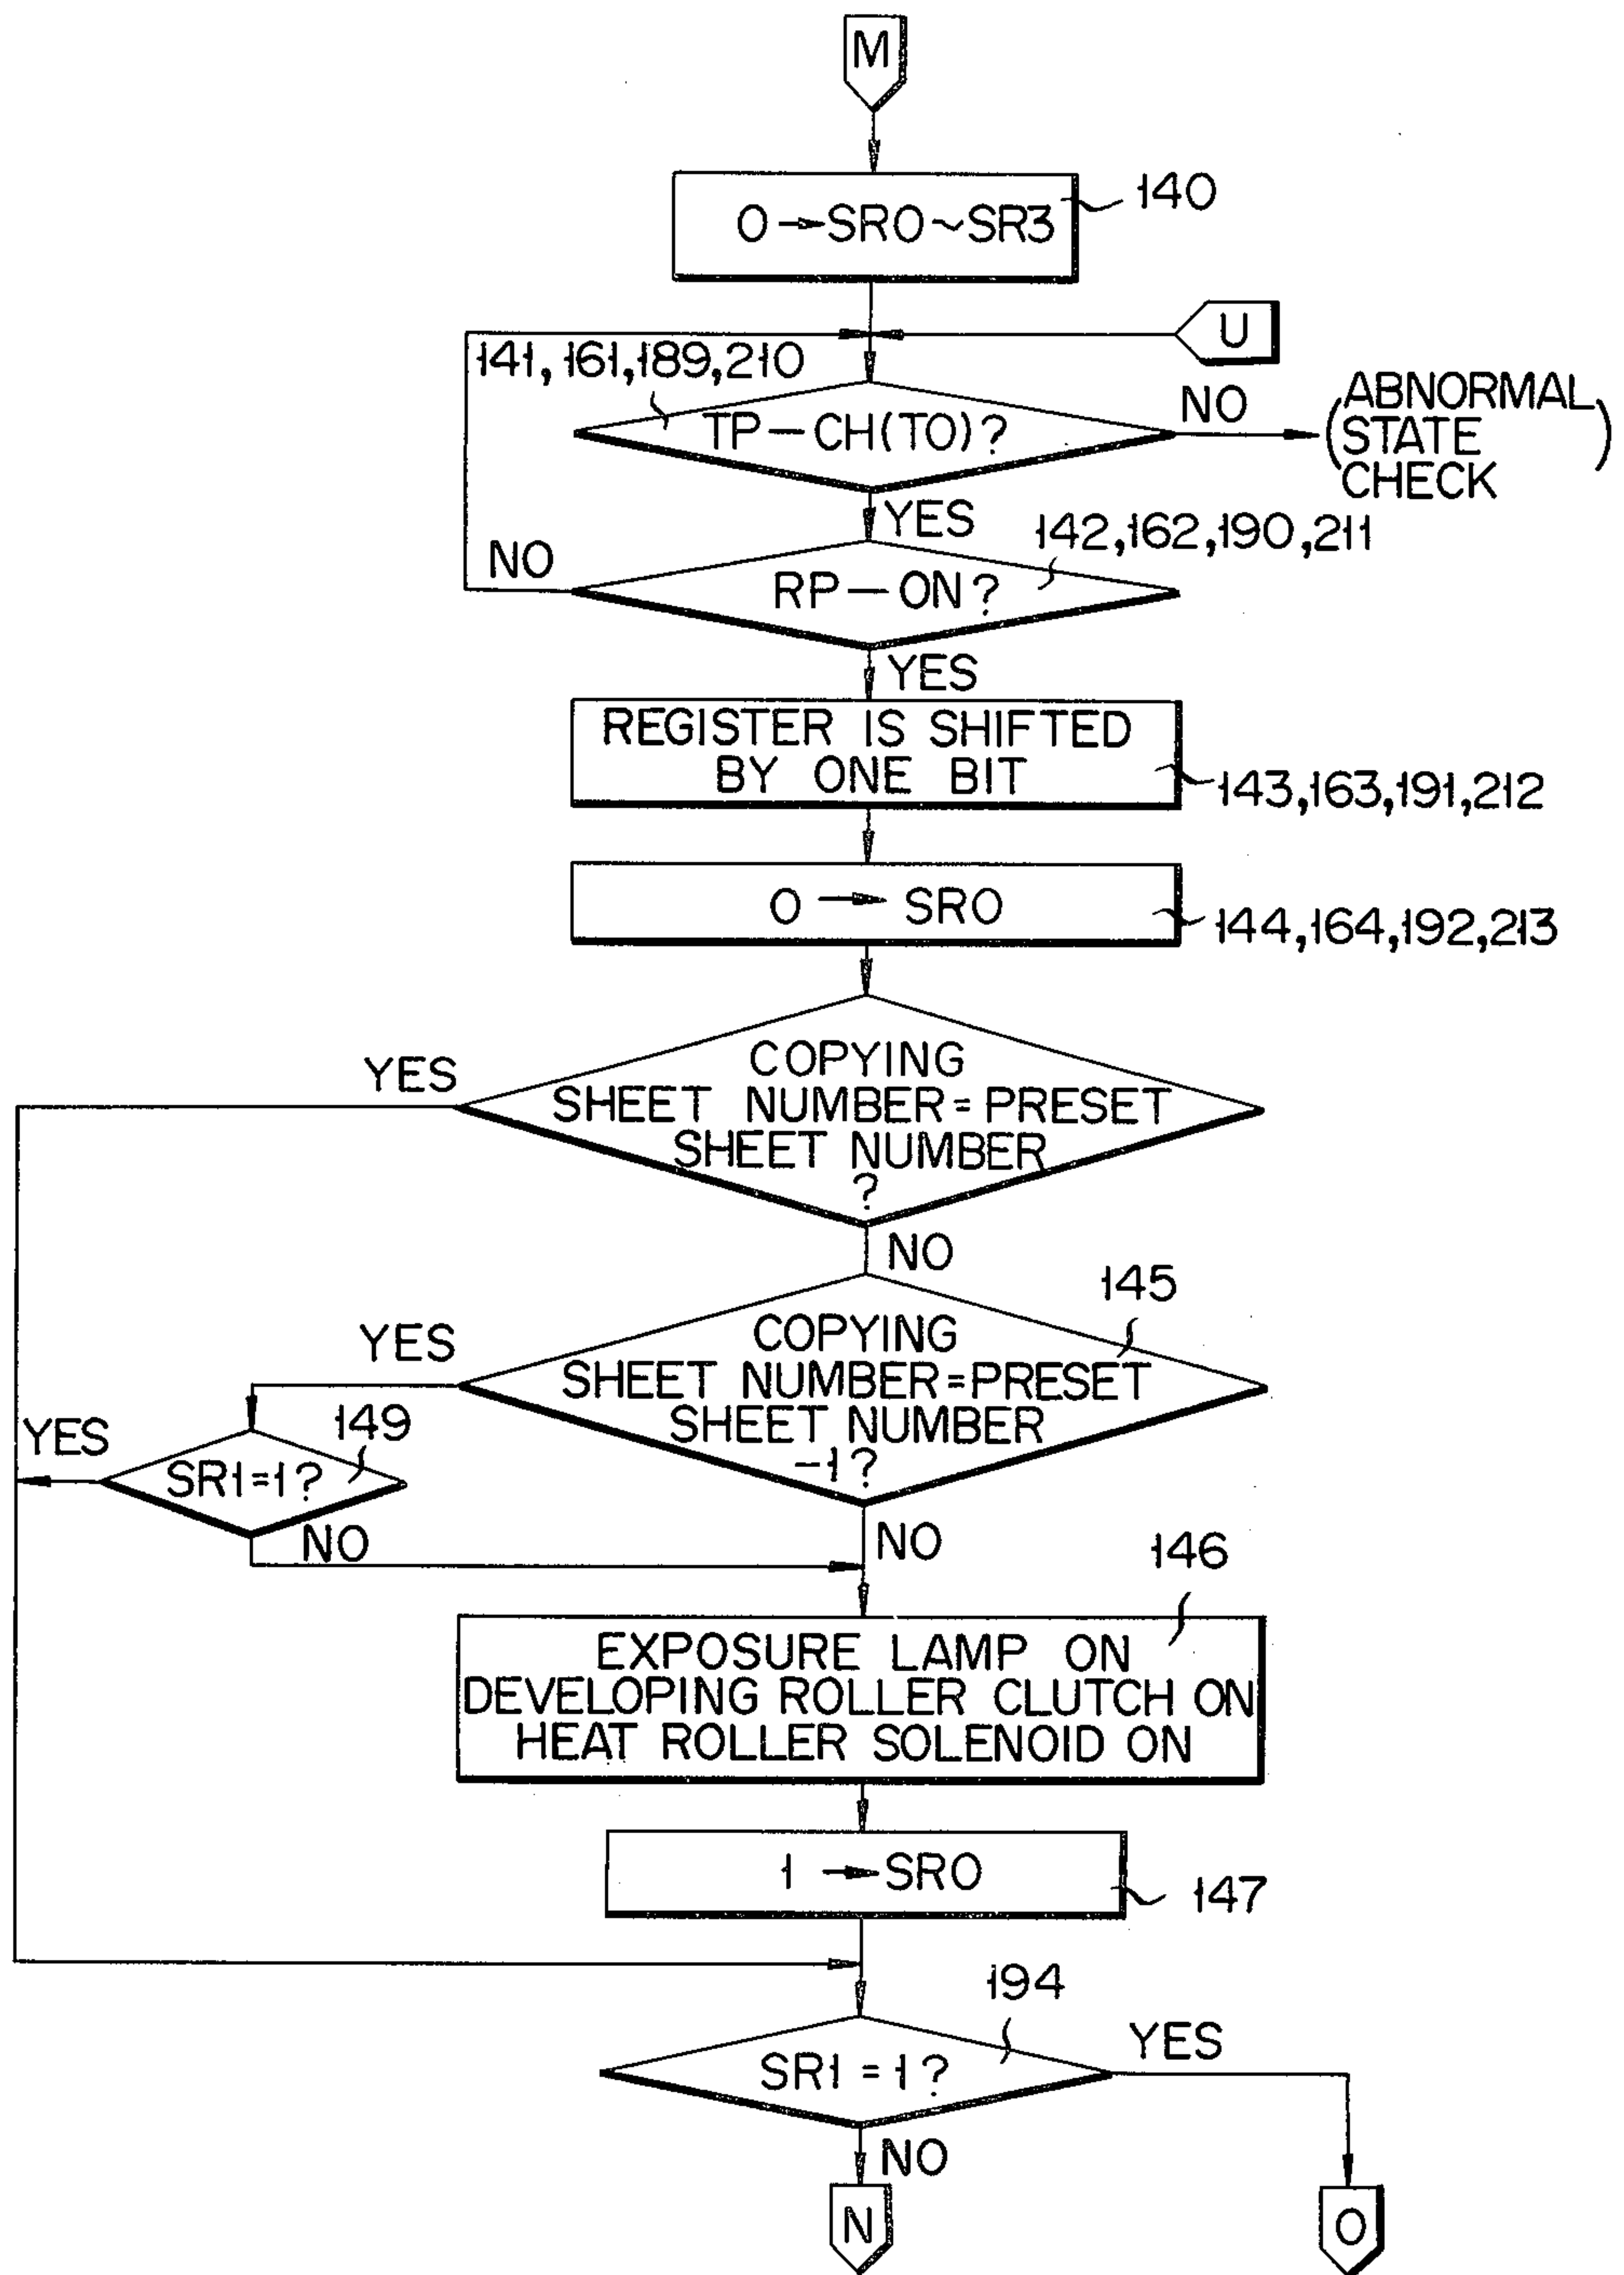 M
0→SR0~SR3
140
U
141, 161, 189, 210
TP-CH(TO)?
NO
(ABNORMAL
STATE
CHECK)
YES
142, 162, 190, 211
NO
RP-ON?
YES
REGISTER IS SHIFTED
BY ONE BIT
143, 163, 191, 212
0 → SR0
144, 164, 192, 213
YES
COPYING
SHEET NUMBER=PRESET
SHEET NUMBER
?
NO
145
YES
COPYING
SHEET NUMBER=PRESET
SHEET NUMBER
-1?
YES
149
SR1=1?
NO
NO
146
EXPOSURE LAMP ON
DEVELOPING ROLLER CLUTCH ON
HEAT ROLLER SOLENOID ON
1 → SR0
147
194
SR1=1?
YES
NO
N
O